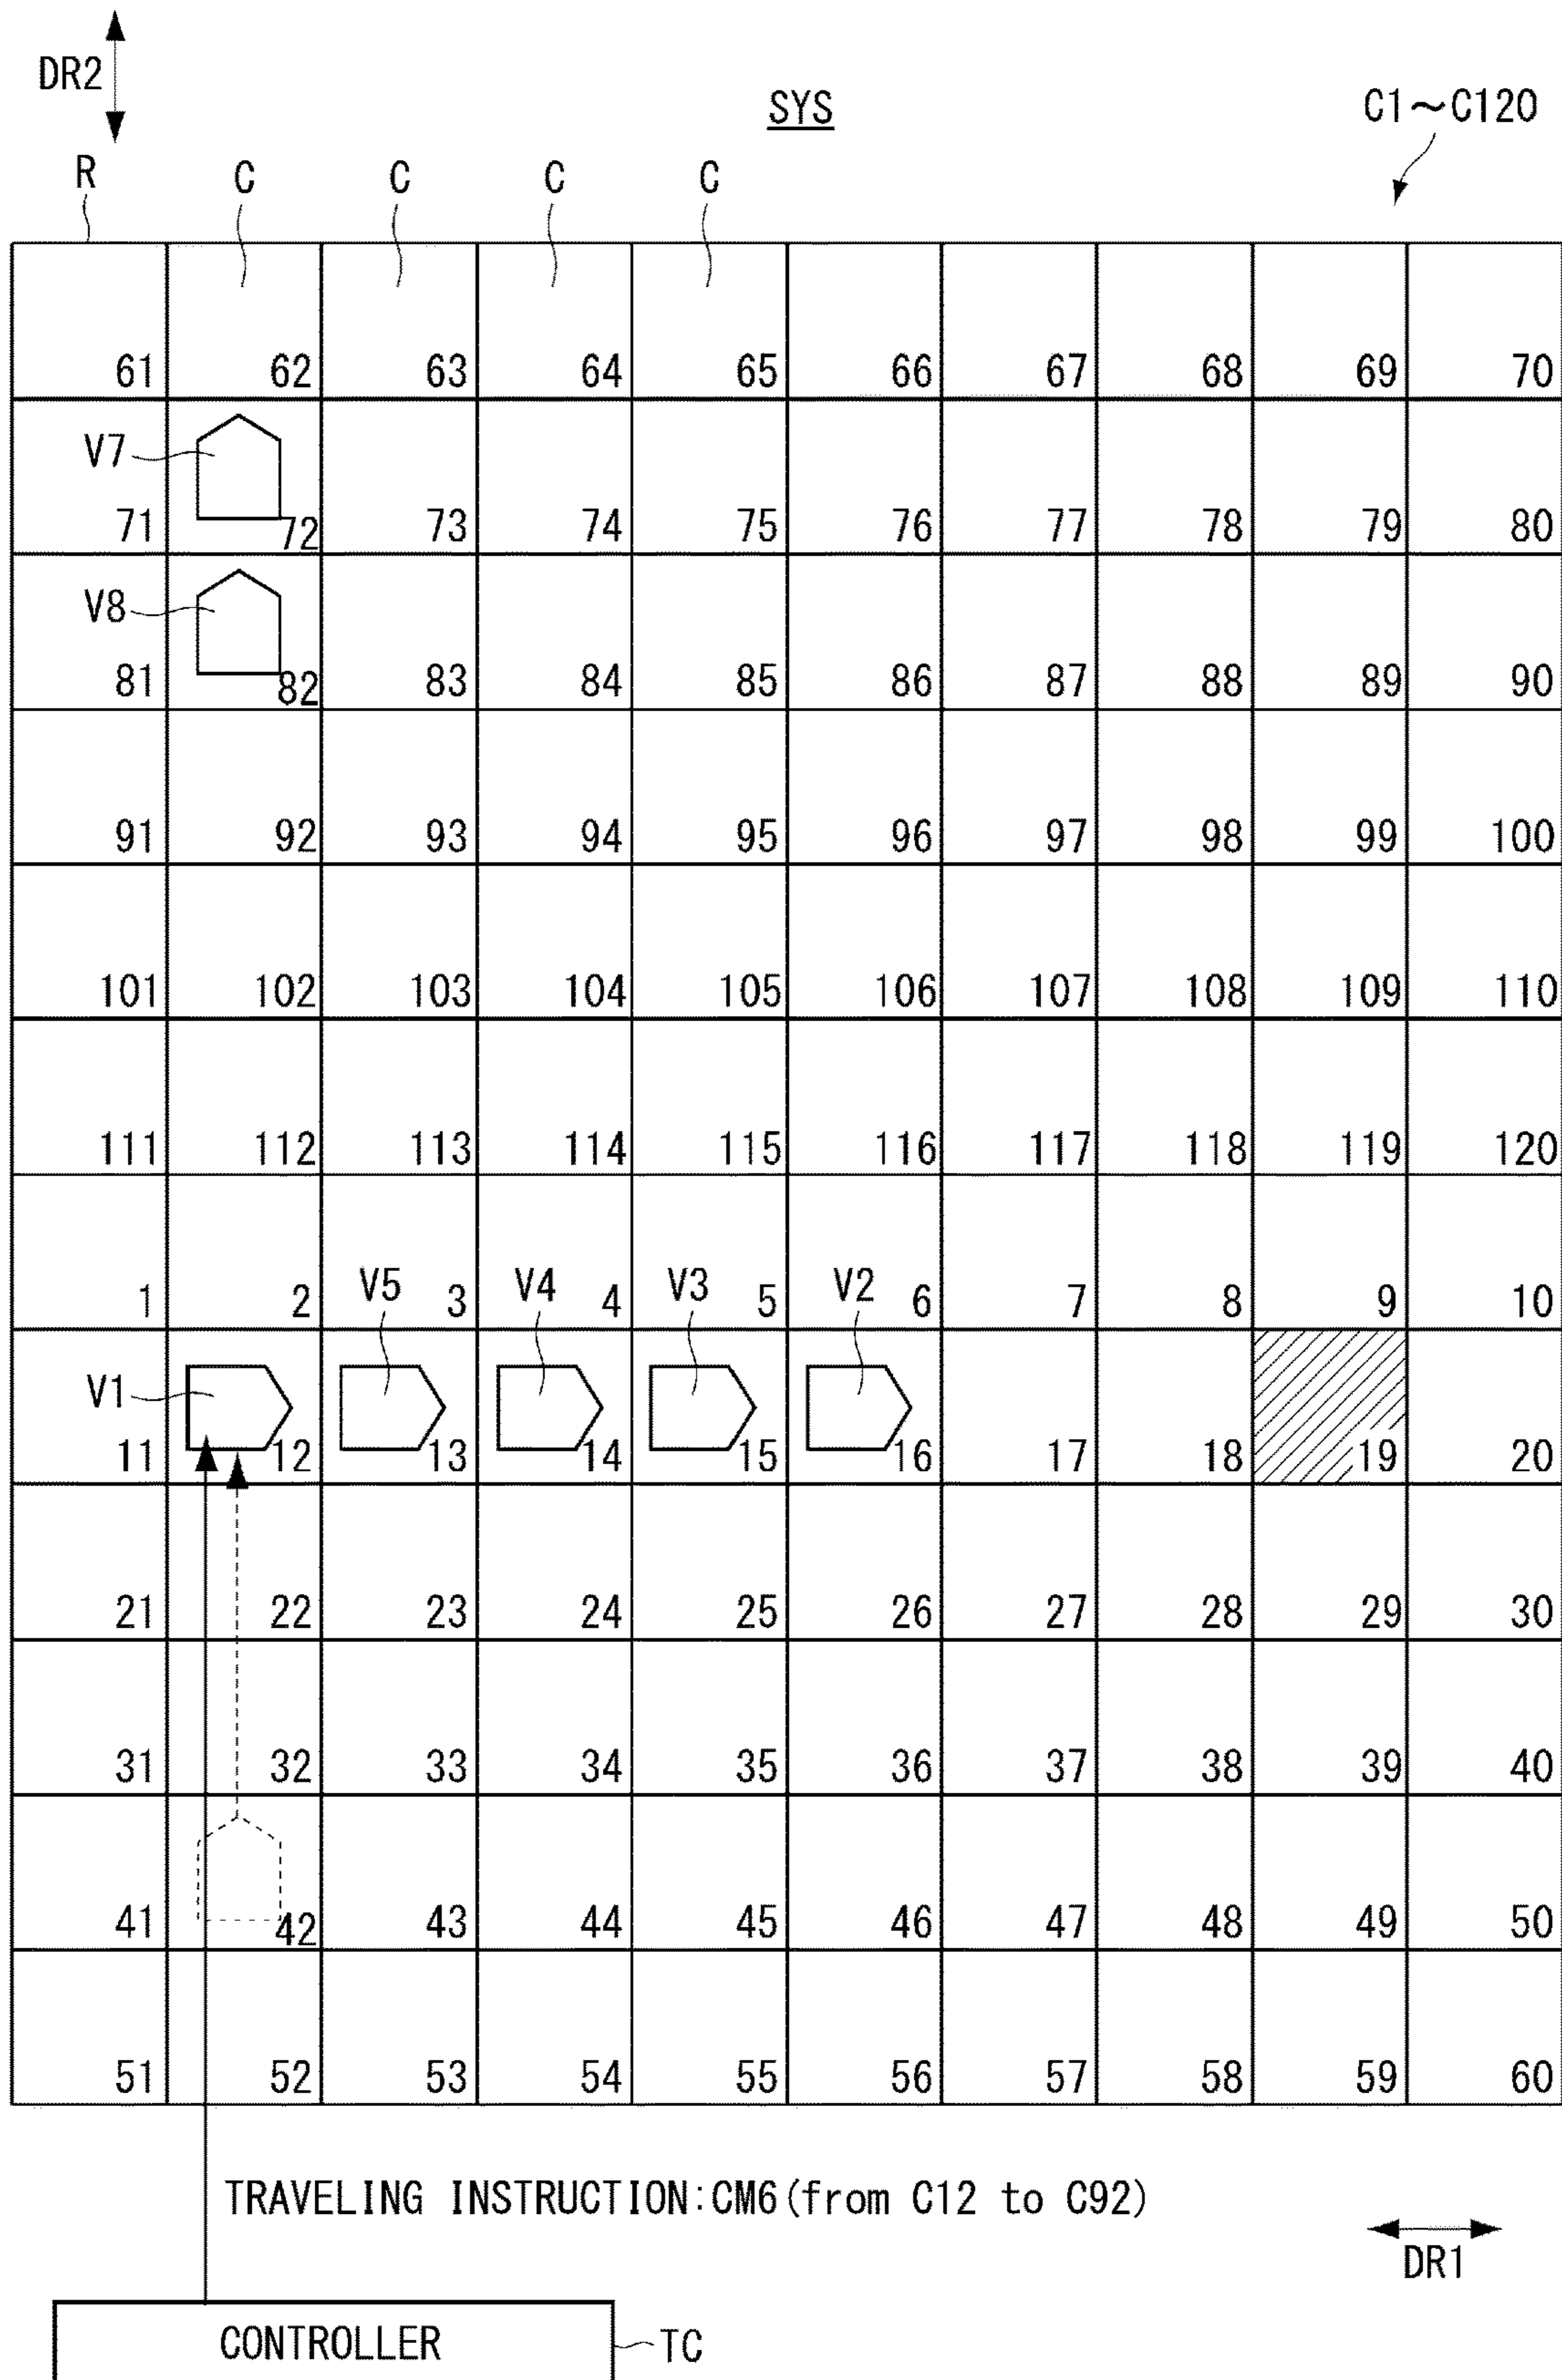 DR2
SYS
C1~C120
R C C C C
61 62 63 64 65 66 67 68 69 70
V7
71 72 73 74 75 76 77 78 79 80
V8
81 82 83 84 85 86 87 88 89 90
91 92 93 94 95 96 97 98 99 100
101 102 103 104 105 106 107 108 109 110
111 112 113 114 115 116 117 118 119 120
V5 V4 V3 V2
1 2 3 4 5 6 7 8 9 10
V1
11 12 13 14 15 16 17 18 19 20
21 22 23 24 25 26 27 28 29 30
31 32 33 34 35 36 37 38 39 40
41 42 43 44 45 46 47 48 49 50
51 52 53 54 55 56 57 58 59 60
TRAVELING INSTRUCTION:CM6(from C12 to C92)
DR1
CONTROLLER TC